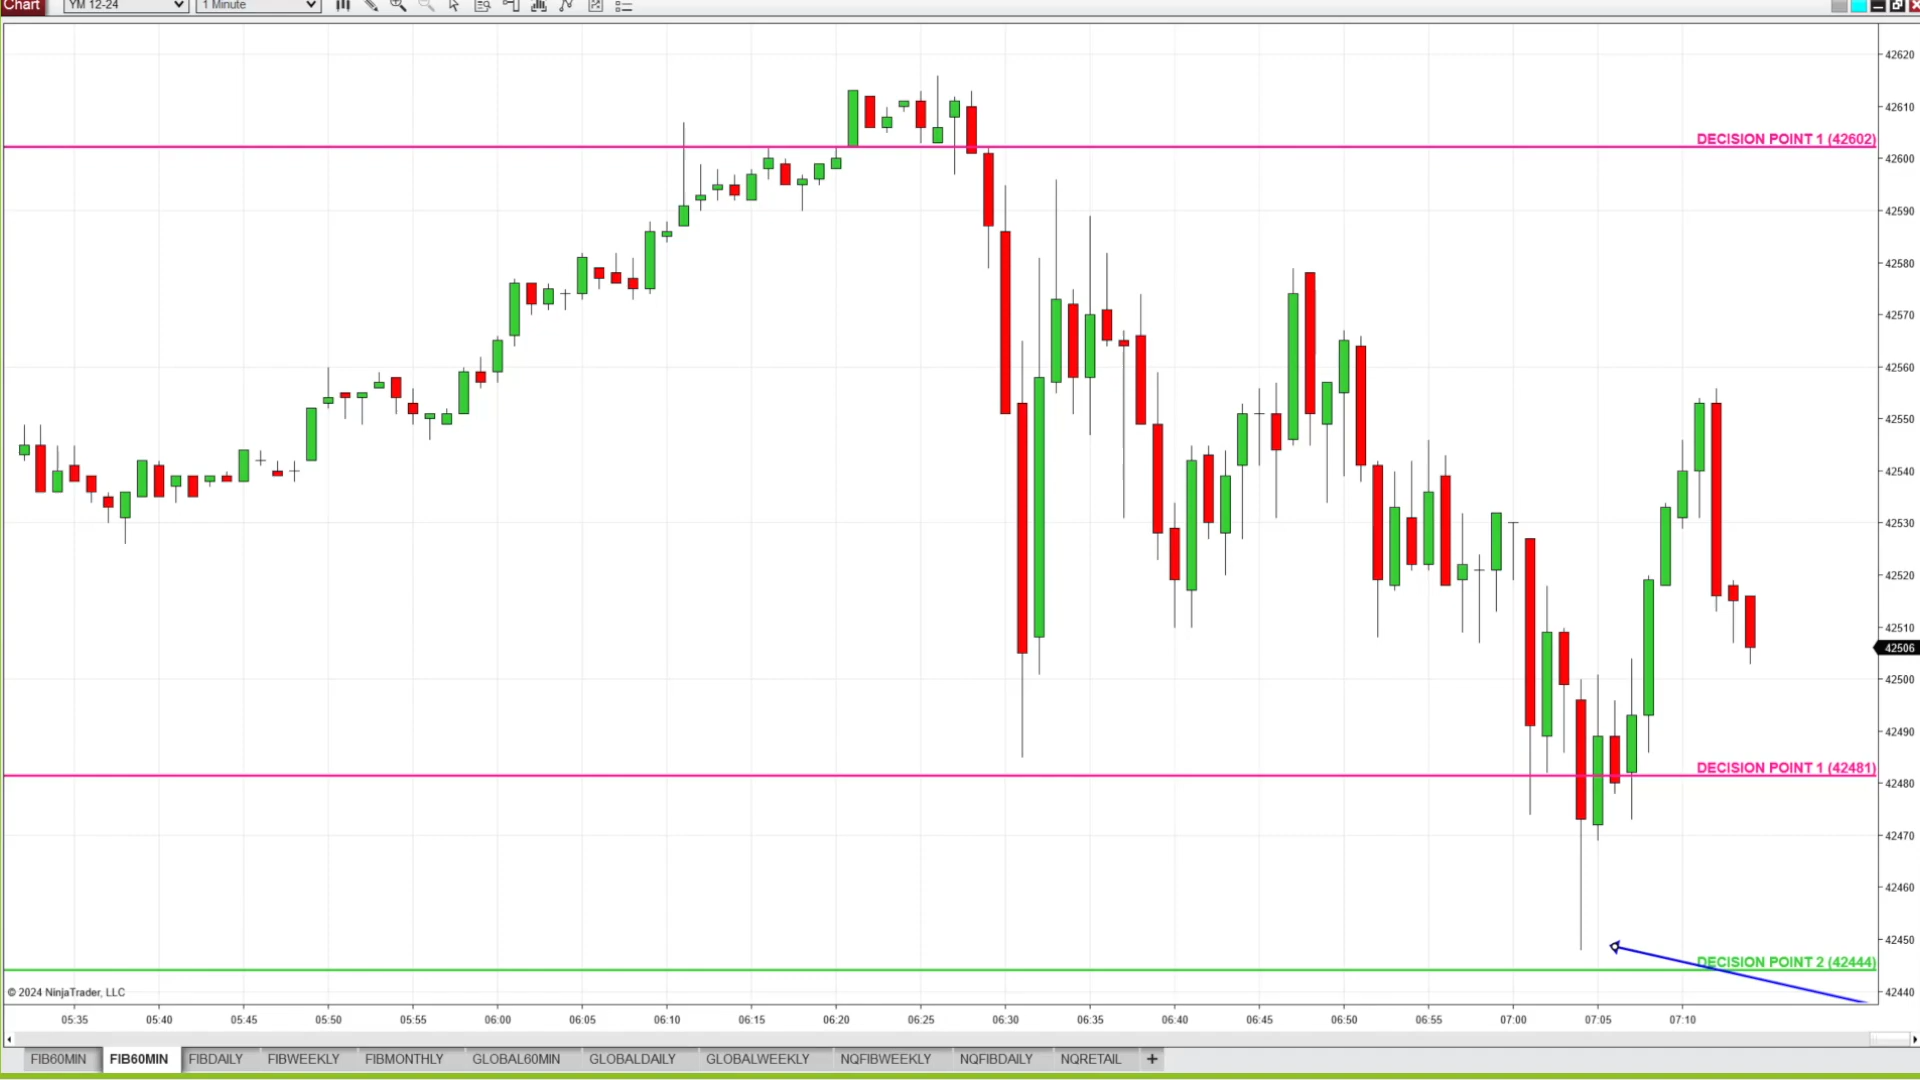 Chart YM 12-24 1 Minute
42620
42610
DECISION POINT 1 (42602)
42600
42590
42580
42570
42560
42550
42540
42530
42520
42510
42506
42500
42490
DECISION POINT 1 (42481)
42480
42470
42460
42450
DECISION POINT 2 (42444)
42440
© 2024 NinjaTrader, LLC
05:35 05:40 05:45 05:50 05:55 06:00 06:05 06:10 06:15 06:20 06:25 06:30 06:35 06:40 06:45 06:50 06:55 07:00 07:05 07:10
FIB60MIN FIB60MIN FIBDAILY FIBWEEKLY FIBMONTHLY GLOBAL60MIN GLOBALDAILY GLOBALWEEKLY NQFIBWEEKLY NQFIBDAILY NQRETAIL +